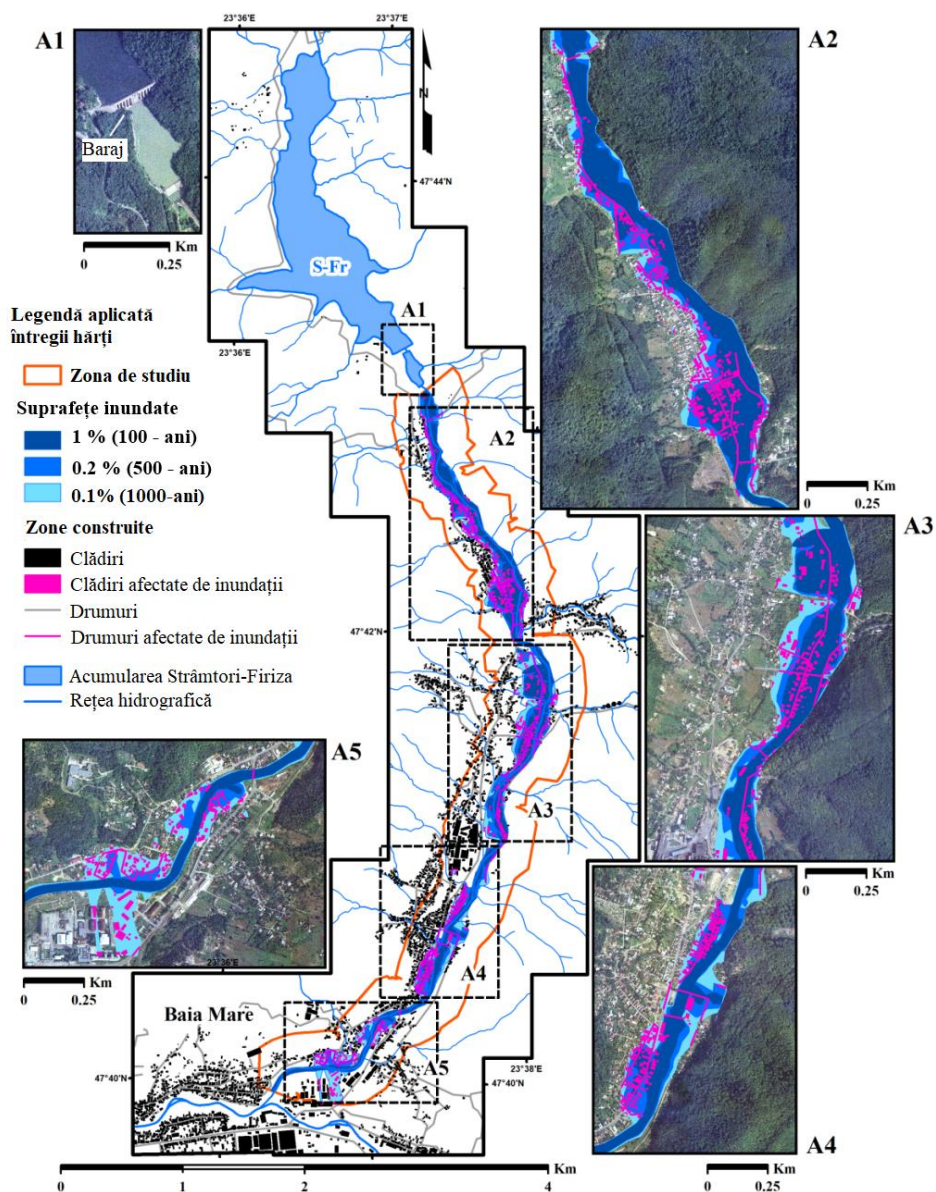 A1
Baraj
Km
0
0.25
23°36'E
23°37'E
N
47°44'N
S-Fr
23°36'E
A1
A2
47°42'N
A3
A4
Baia Mare
23°36'E
A5
47°40'N
47°40'N
23°38'E
Km
0
1
2
4
Legendă aplicată
întregii hărți
Zona de studiu
Suprafețe inundate
1 % (100 - ani)
0.2 % (500 - ani)
0.1% (1000-ani)
Zone construite
Clădiri
Clădiri afectate de inundații
Drumuri
Drumuri afectate de inundații
Acumularea Strâmtori-Firiza
Rețea hidrografică
A5
Km
0
0.25
A2
Km
0
0.25
A3
Km
0
0.25
A4
Km
0
0.25